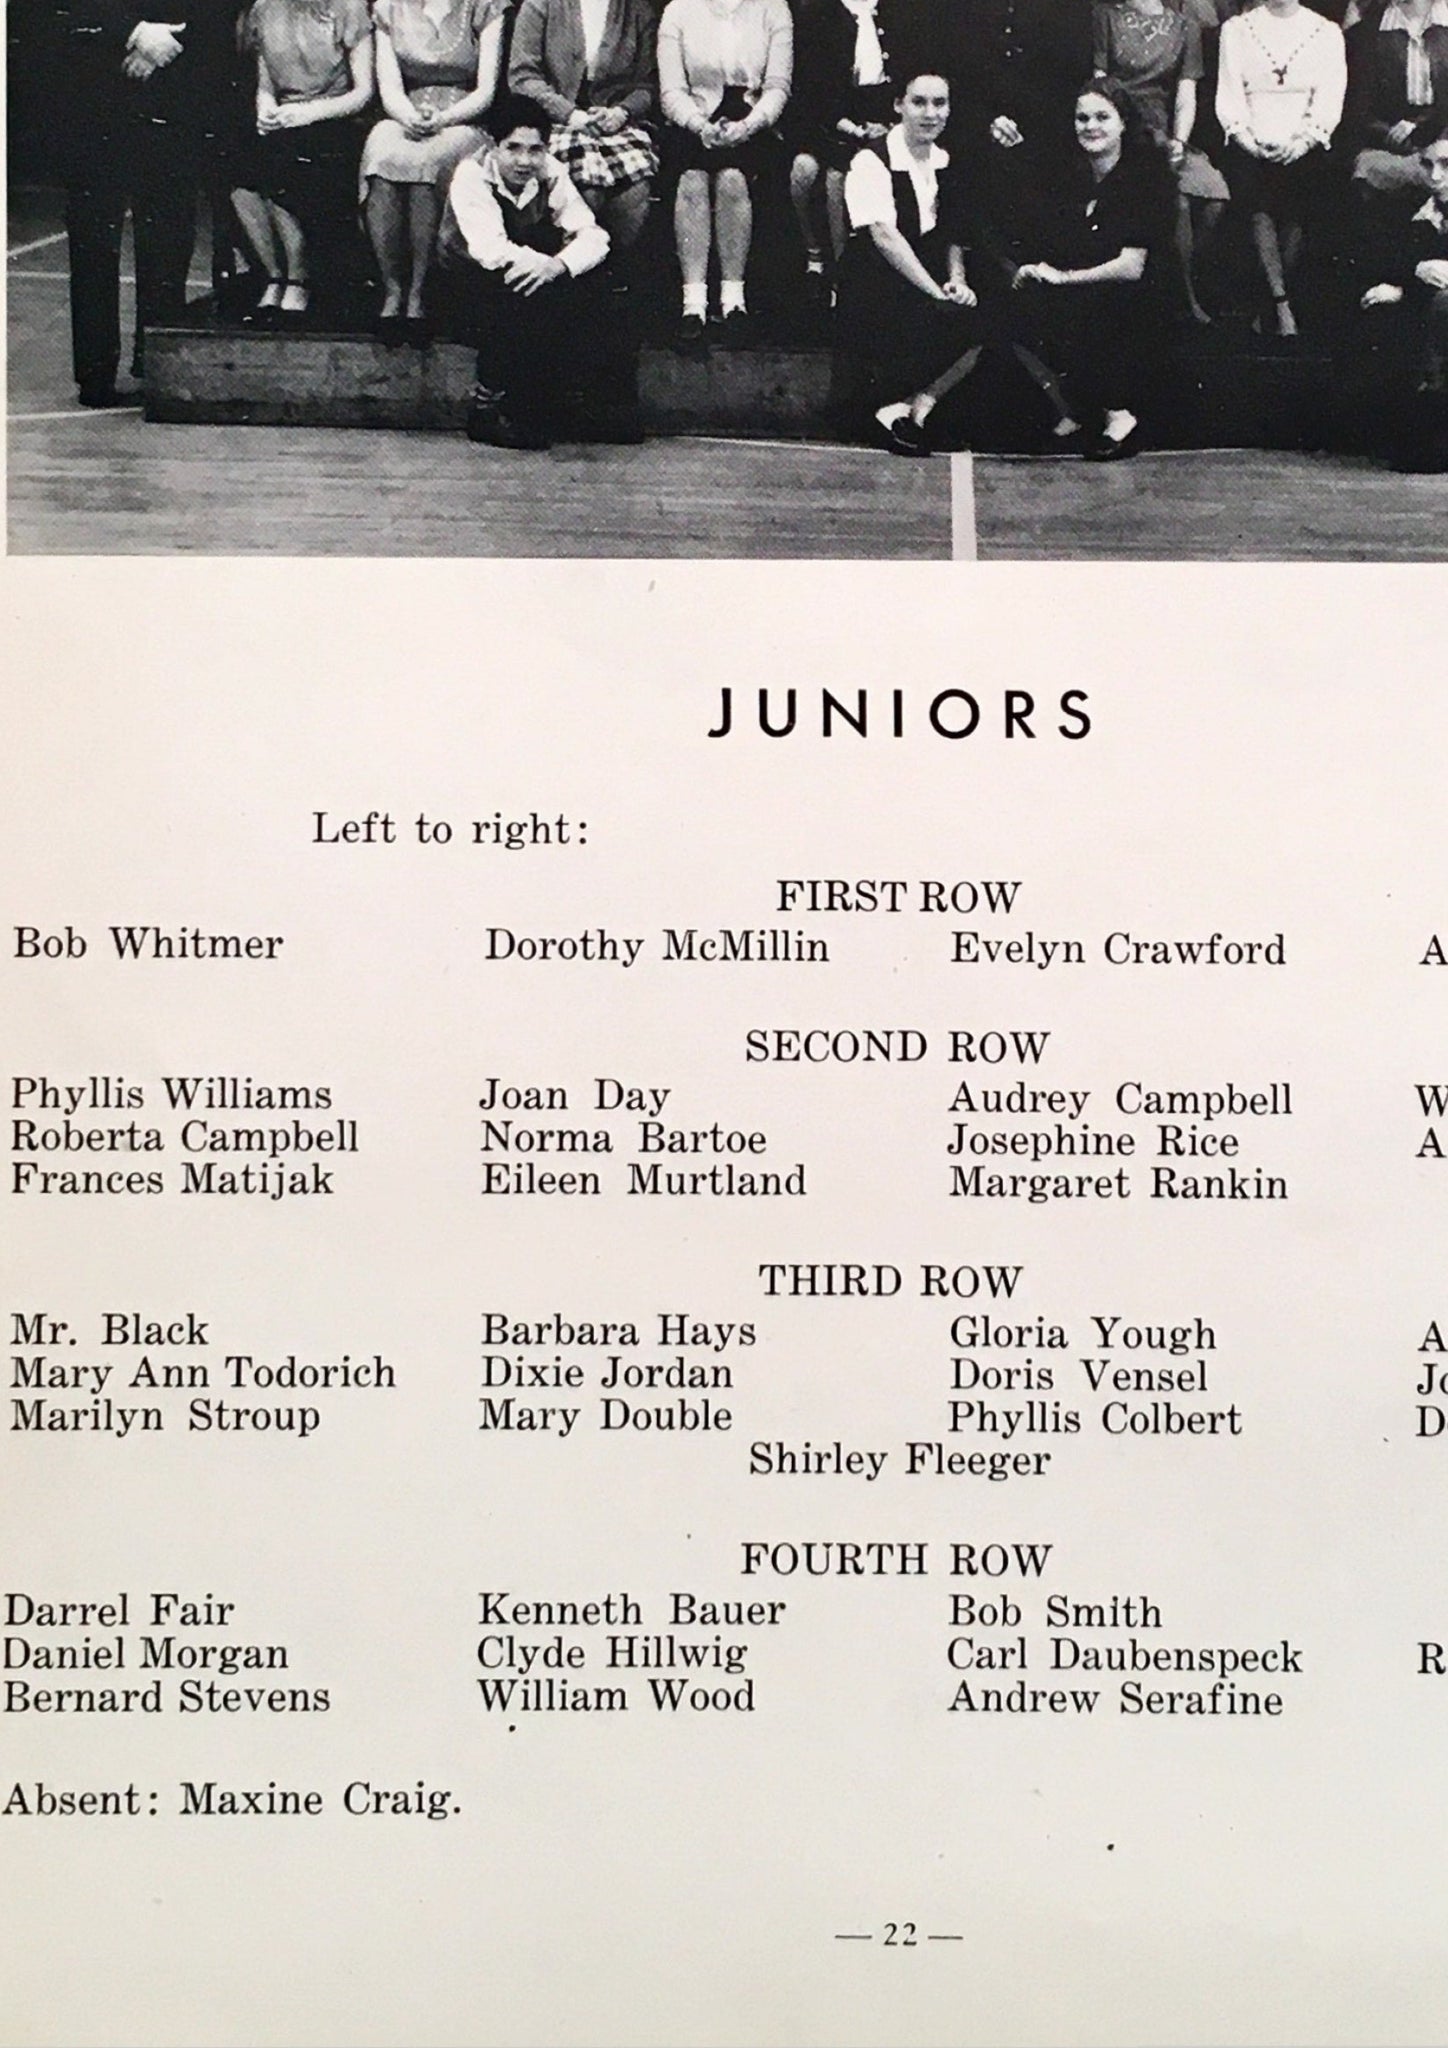 JUNIORS
Left to right:
FIRST ROW
Bob Whitmer Dorothy McMillin Evelyn Crawford A
SECOND ROW
Phyllis Williams Joan Day Audrey Campbell W
Roberta Campbell Norma Bartoe Josephine Rice A
Frances Matijak Eileen Murtland Margaret Rankin
THIRD ROW
Mr. Black Barbara Hays Gloria Yough A
Mary Ann Todorich Dixie Jordan Doris Vensel Jo
Marilyn Stroup Mary Double Phyllis Colbert D
Shirley Fleeger
FOURTH ROW
Darrel Fair Kenneth Bauer Bob Smith
Daniel Morgan Clyde Hillwig Carl Daubenspeck R
Bernard Stevens William Wood Andrew Serafine
Absent: Maxine Craig.
— 22 —